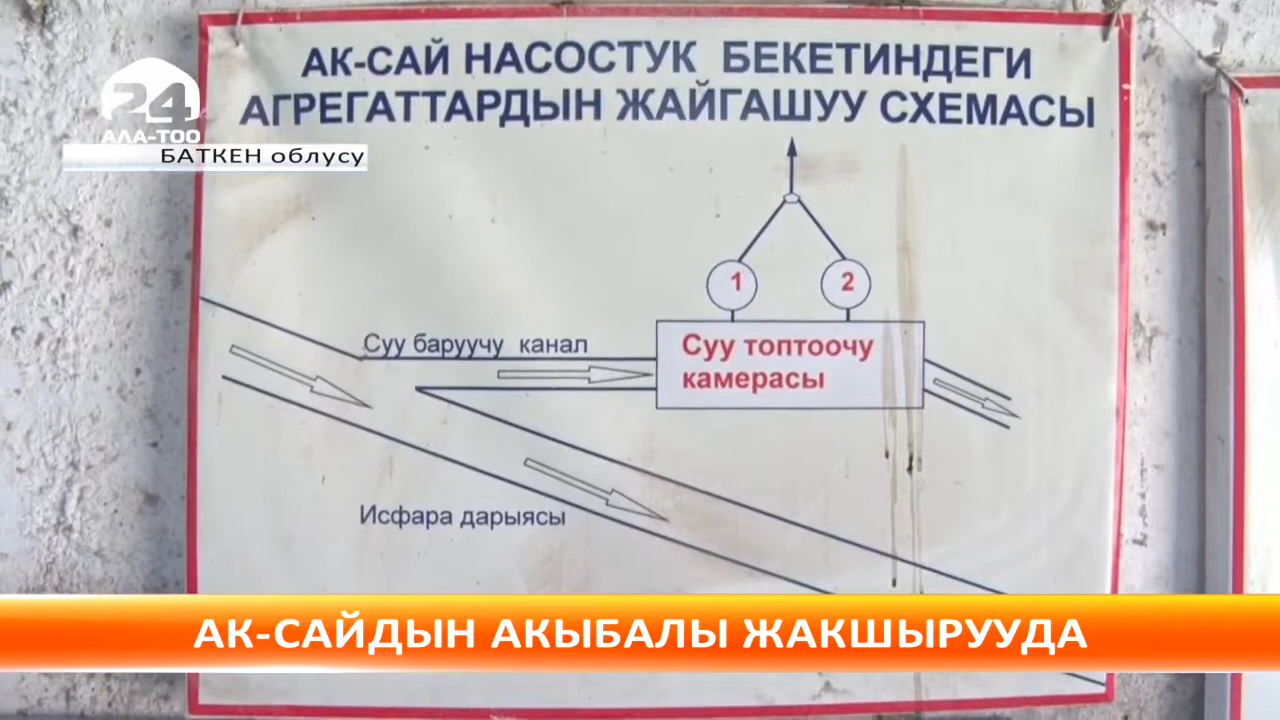 АК-САЙ НАСОСТУК БЕКЕТИНДЕГИ
АГРЕГАТТАРДЫН ЖАЙГАШУУ СХЕМАСЫ
24
АЛА-ТОО
БАТКЕН облусу
1
2
Суу баруучу канал
Суу топтоочу
камерасы
Исфара дарыясы
АК-САЙДЫН АКЫБАЛЫ ЖАКШЫРУУДА